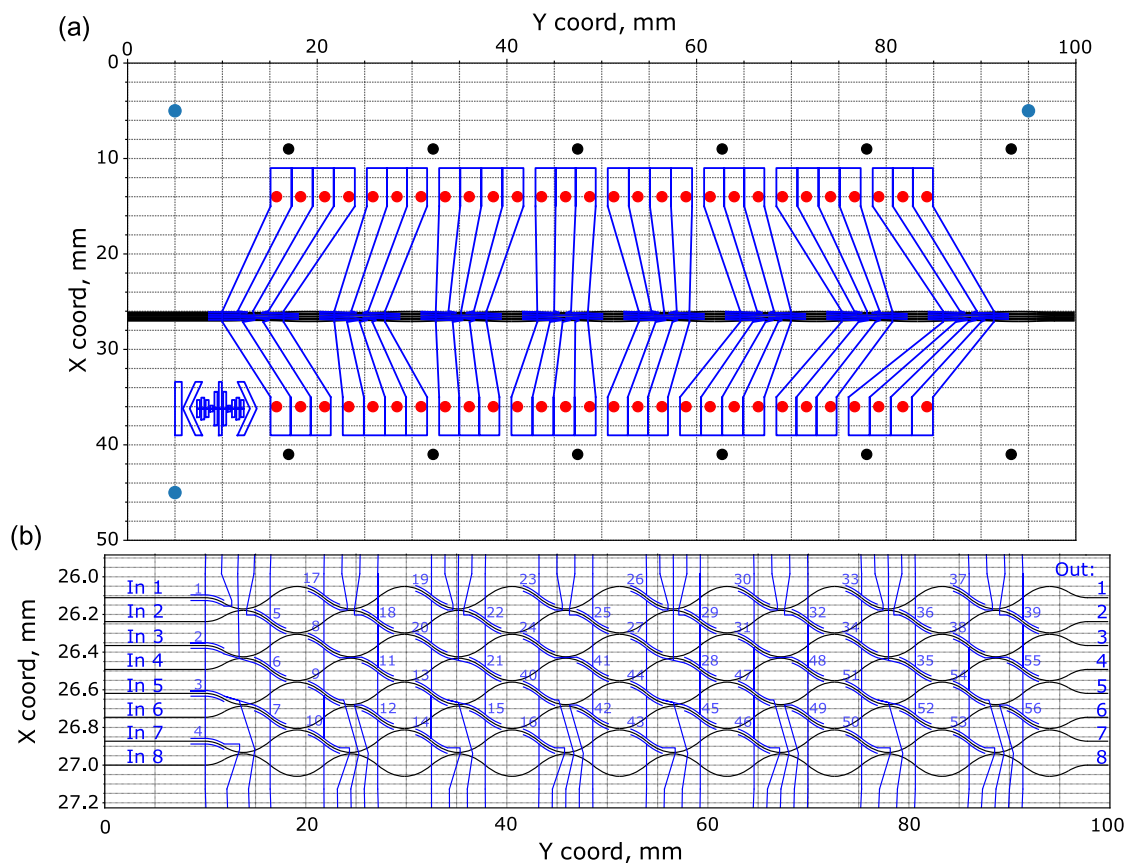 (a)
Y coord, mm
0 20 40 60 80 100
X coord, mm
0
10
20
30
40
50
(b)
X coord, mm
26.0
26.2
26.4
26.6
26.8
27.0
27.2
In 1
In 2
In 3
In 4
In 5
In 6
In 7
In 8
Out:
1
2
3
4
5
6
7
8
1 17 19 23 26 30 33 37
5 18 22 25 29 32 36 39
2 8 20 24 27 31 34 38
6 11 21 41 28 48 35 55
3 9 13 40 44 47 51 54
7 12 15 42 45 49 52 56
4 10 14 16 43 46 50 53
0 20 40 60 80 100
Y coord, mm